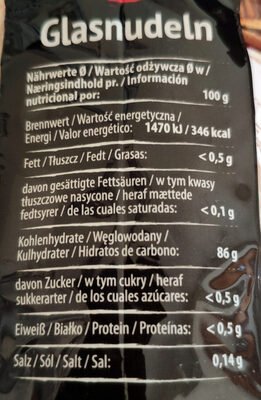 Glasnudeln
Nährwerte Ø / Wartość odżywcza Ø w /
Næringsindhold pr. / Información
nutricional por: 100 g
Brennwert / Wartość energetyczna /
Energi / Valor energético: 1470 kJ / 346 kcal
Fett / Tłuszcz / Fedt / Grasas: < 0,5 g
davon gesättigte Fettsäuren / w tym kwasy
tłuszczowe nasycone / heraf mættede
fedtsyrer / de las cuales saturadas: < 0,1 g
Kohlenhydrate / Węglowodany /
Kulhydrater / Hidratos de carbono: 86 g
davon Zucker / w tym cukry / heraf
sukkerarter / de los cuales azúcares: < 0,5 g
Eiweiß / Białko / Protein / Proteínas: < 0,5 g
Salz / Sól / Salt / Sal: 0,14 g